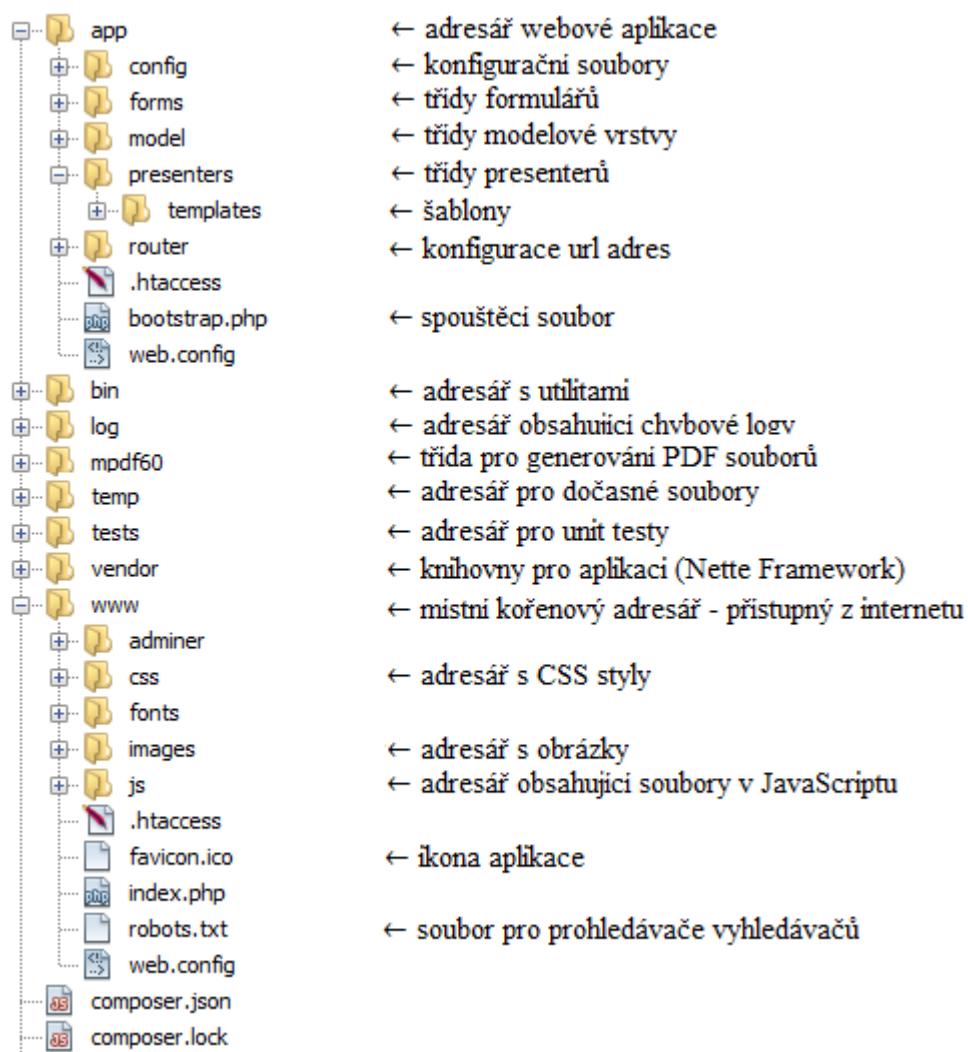 app ← adresář webové aplikace
config ← konfigurační soubory
forms ← třídy formulářů
model ← třídy modelové vrstvy
presenters ← třídy presenterů
templates ← šablony
router ← konfigurace url adres
.htaccess
bootstrap.php ← spouštěcí soubor
web.config
bin ← adresář s utilitami
log ← adresář obsahující chybové logy
mpdf60 ← třída pro generování PDF souborů
temp ← adresář pro dočasné soubory
tests ← adresář pro unit testy
vendor ← knihovny pro aplikaci (Nette Framework)
www ← místní kořenový adresář - přístupný z internetu
adminer
css ← adresář s CSS styly
fonts
images ← adresář s obrázky
js ← adresář obsahující soubory v JavaScriptu
.htaccess
favicon.ico ← ikona aplikace
index.php
robots.txt ← soubor pro prohledávače vyhledávačů
web.config
composer.json
composer.lock